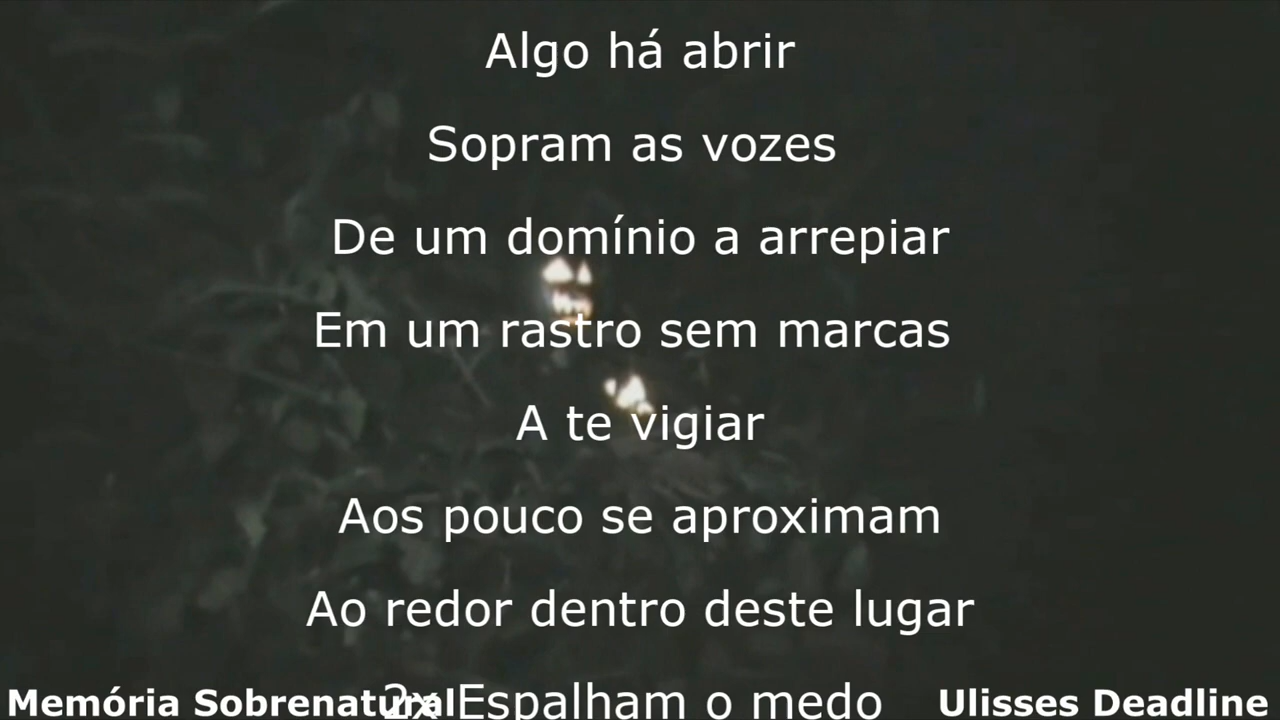 Algo há abrir
Sopram as vozes
De um domínio a arrepiar
Em um rastro sem marcas
A te vigiar
Aos pouco se aproximam
Ao redor dentro deste lugar
2x Espalham o medo
Memória Sobrenatural
Ulisses Deadline